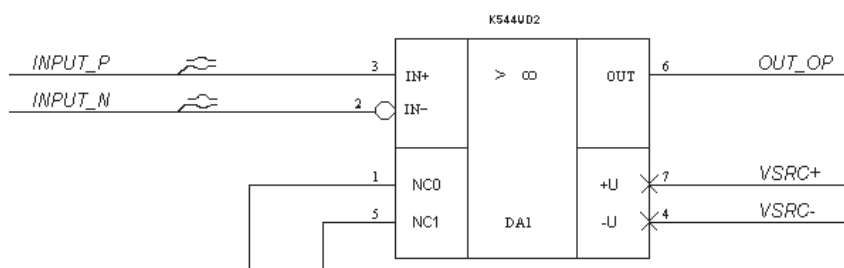 K544UD2
INPUT_P 3 IN+ > ∞ OUT 6 OUT_OP
INPUT_N 2 IN-
1 NC0 +U 7 VSRC+
5 NC1 DA1 -U 4 VSRC-